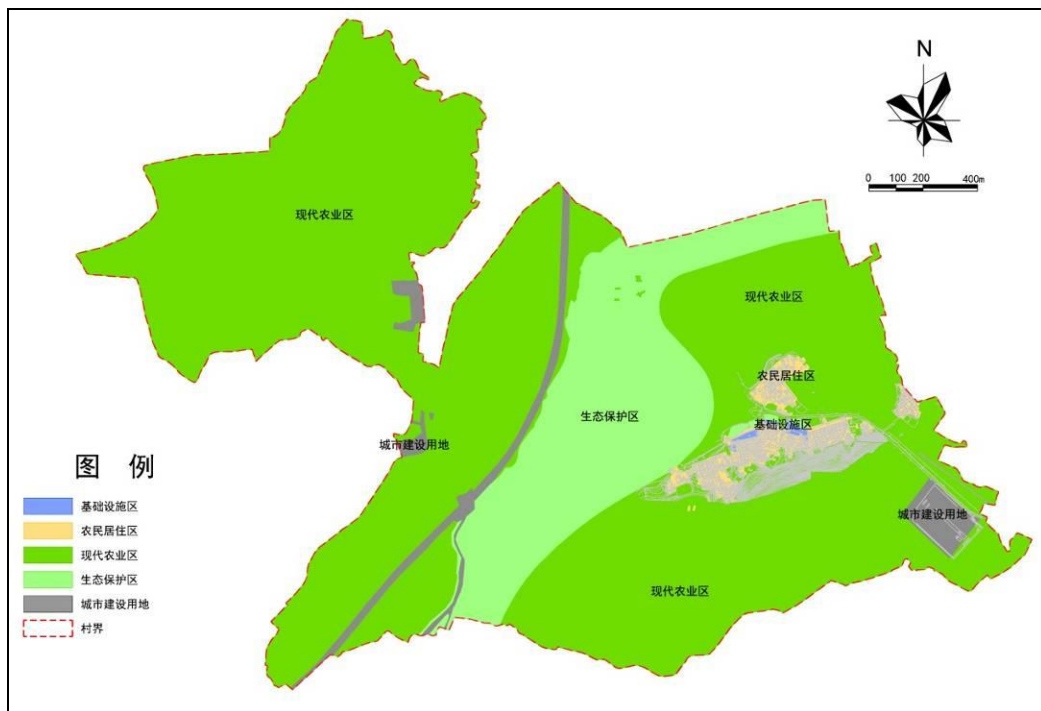 N
0 100 200 400m
现代农业区
现代农业区
农民居住区
生态保护区
基础设施区
城市建设用地
城市建设用地
现代农业区
图 例
基础设施区
农民居住区
现代农业区
生态保护区
城市建设用地
村界